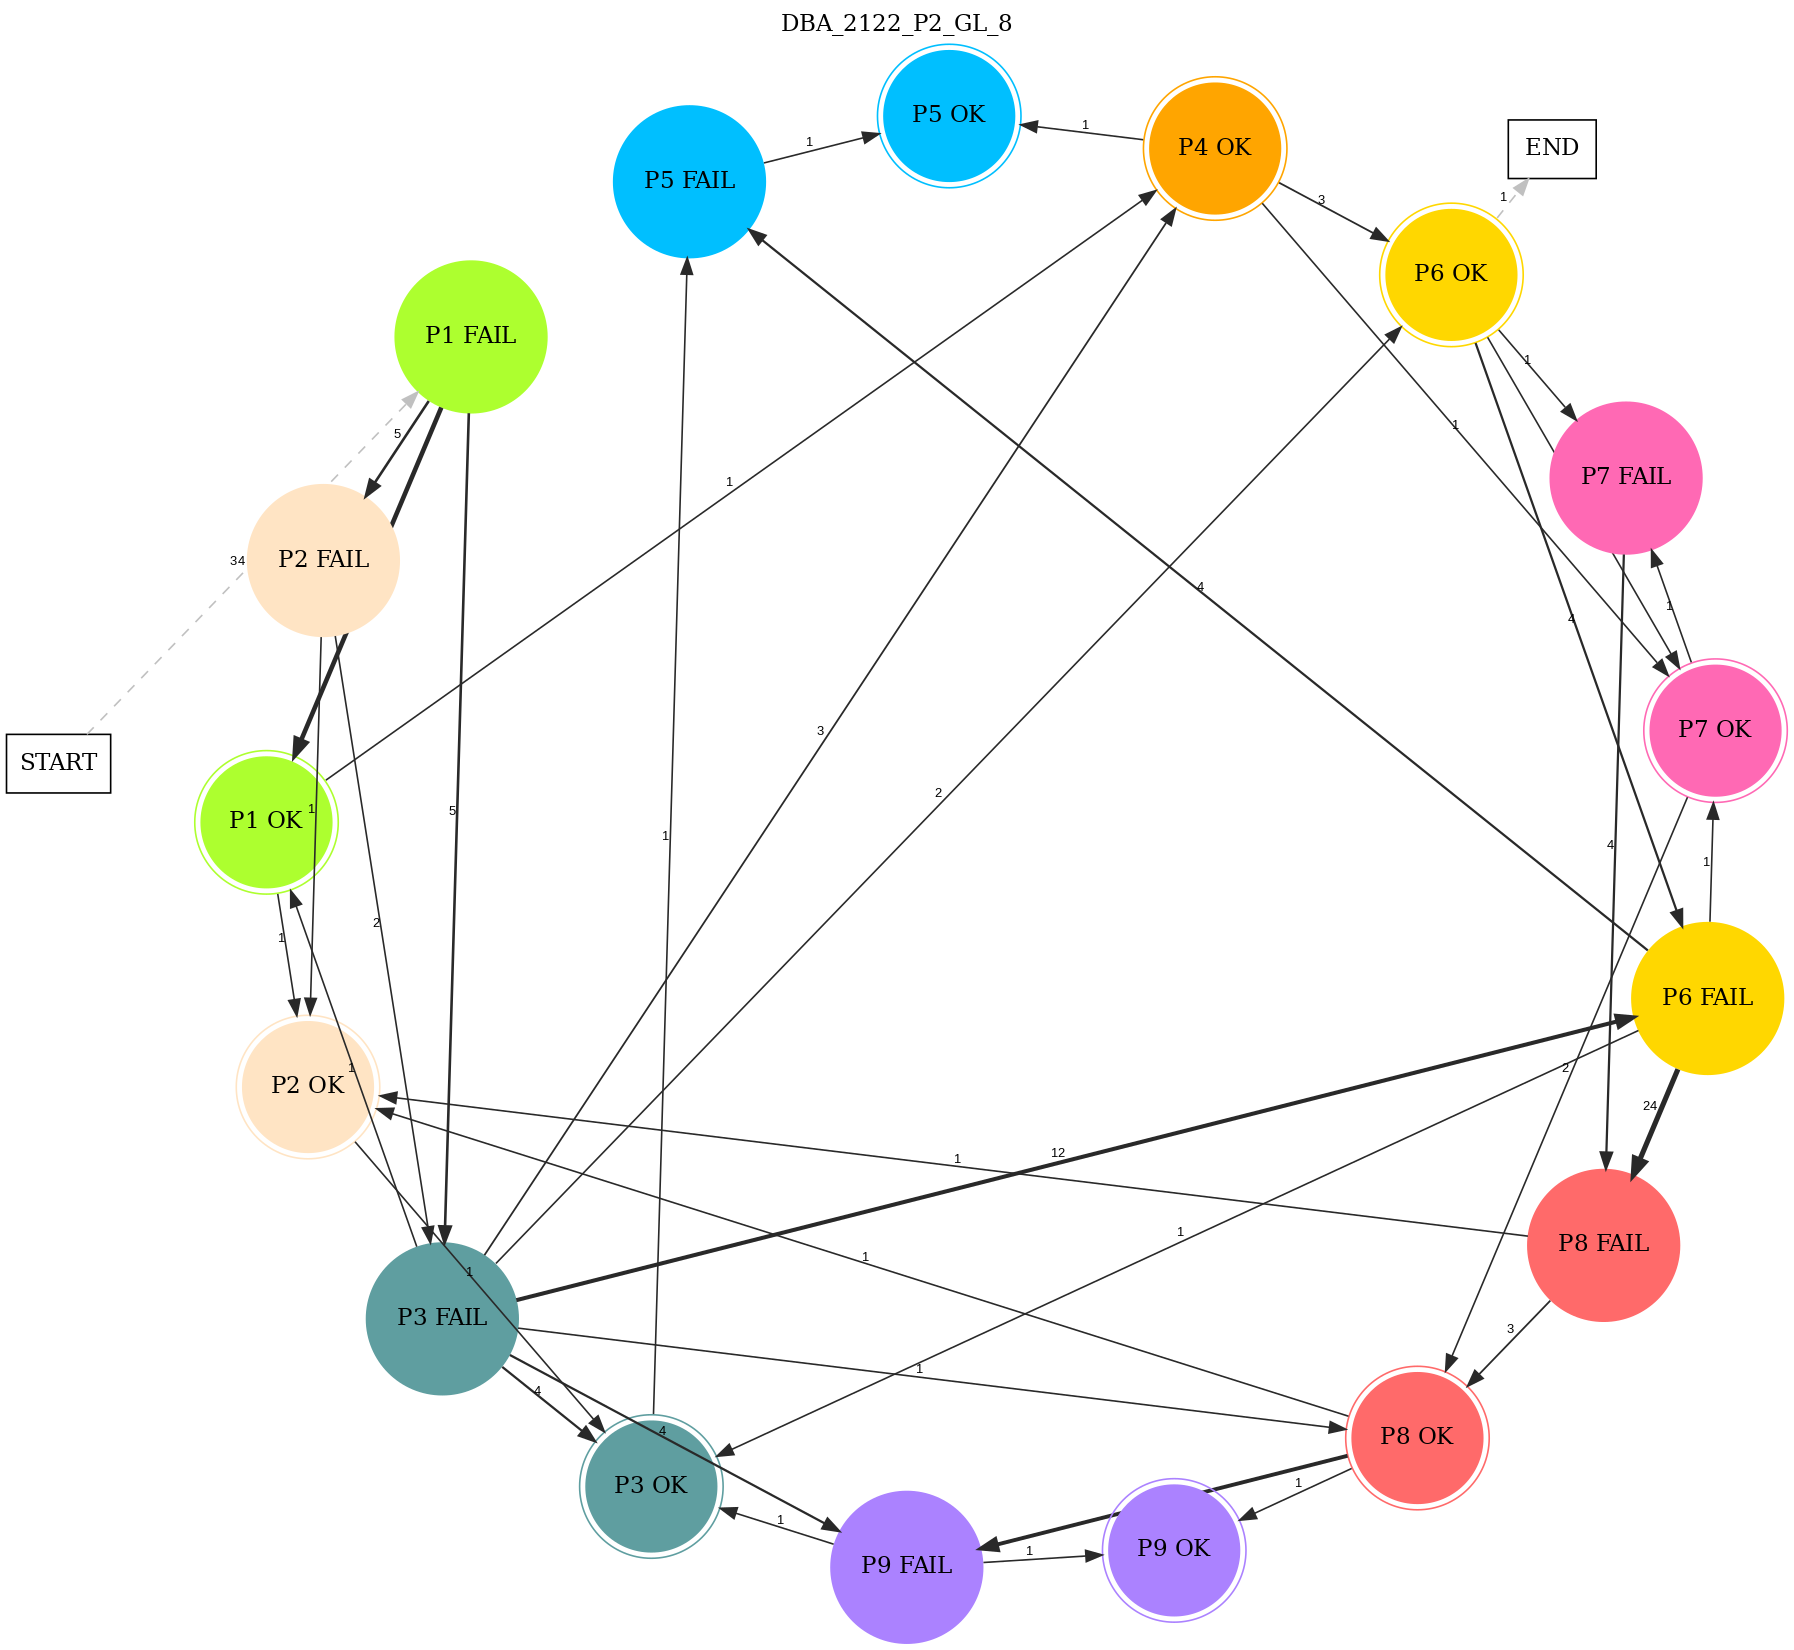 DBA_2122_P2_GL_8
P5 OK
P4 OK
END
P5 FAIL
P6 OK
P1 FAIL
P7 FAIL
P2 FAIL
P7 OK
START
P1 OK
P6 FAIL
P2 OK
P8 FAIL
P3 FAIL
P8 OK
P3 OK
P9 OK
P9 FAIL
1
1
1
3
1
1
5
1
34
4
1
4
3
2
1
5
1
4
1
2
1
1
2
24
12
1
1
1
1
3
1
4
4
1
1
1